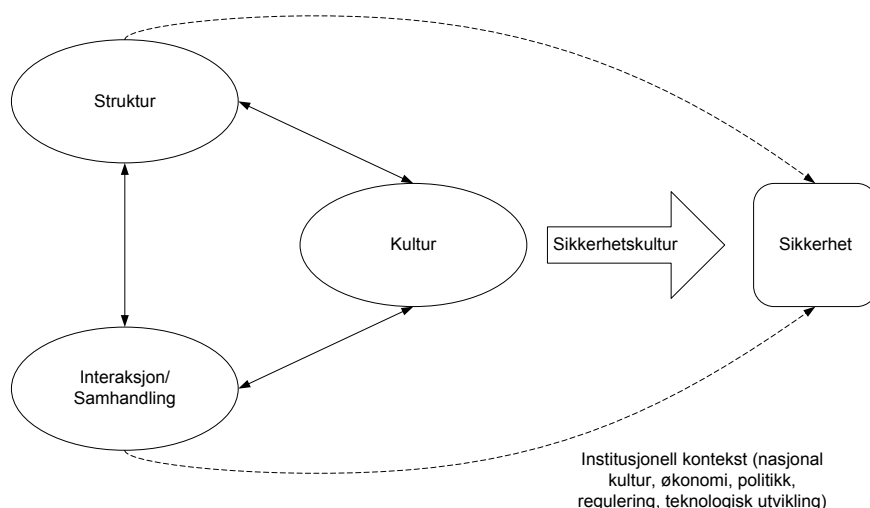 Struktur
Kultur
Sikkerhetskultur
Sikkerhet
Interaksjon/
Samhandling
Institusjonell kontekst (nasjonal
kultur, økonomi, politikk,
regulering, teknologisk utvikling)